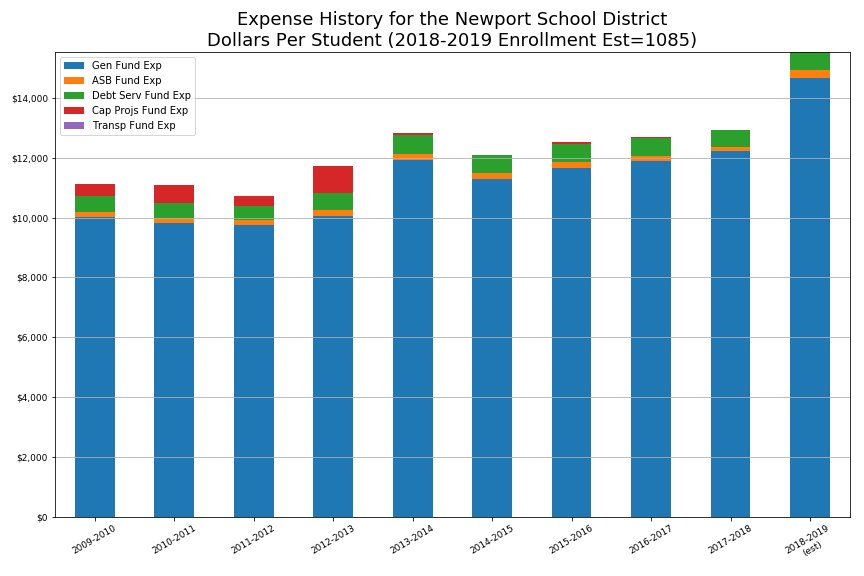 Expense History for the Newport School District
Dollars Per Student (2018-2019 Enrollment Est=1085)
Gen Fund Exp
ASB Fund Exp
Debt Serv Fund Exp
Cap Projs Fund Exp
Transp Fund Exp
$14,000
$12,000
$10,000
$8,000
$6,000
$4,000
$2,000
$0
2009-2010
2010-2011
2011-2012
2012-2013
2013-2014
2014-2015
2015-2016
2016-2017
2017-2018
2018-2019
(est)